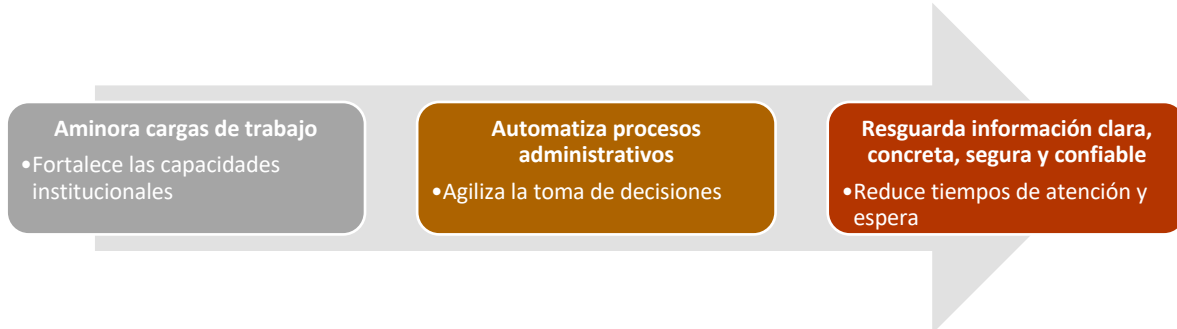 Aminora cargas de trabajo
•Fortalece las capacidades
institucionales
Automatiza procesos
administrativos
•Agiliza la toma de decisiones
Resguarda información clara,
concreta, segura y confiable
•Reduce tiempos de atención y
espera